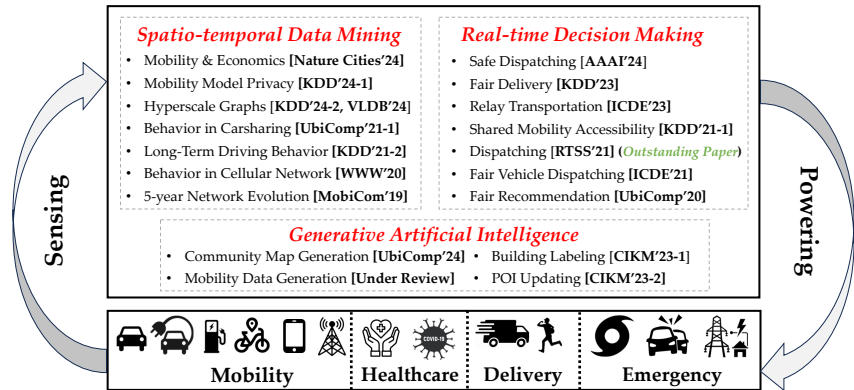 Spatio-temporal Data Mining
• Mobility & Economics [Nature Cities'24]
• Mobility Model Privacy [KDD'24-1]
• Hyperscale Graphs [KDD'24-2, VLDB'24]
• Behavior in Carsharing [UbiComp'21-1]
• Long-Term Driving Behavior [KDD'21-2]
• Behavior in Cellular Network [WWW'20]
• 5-year Network Evolution [MobiCom'19]
Real-time Decision Making
• Safe Dispatching [AAAI'24]
• Fair Delivery [KDD'23]
• Relay Transportation [ICDE'23]
• Shared Mobility Accessibility [KDD'21-1]
• Dispatching [RTSS'21] (Outstanding Paper)
• Fair Vehicle Dispatching [ICDE'21]
• Fair Recommendation [UbiComp'20]
Generative Artificial Intelligence
• Community Map Generation [UbiComp'24]
• Mobility Data Generation [Under Review]
• Building Labeling [CIKM'23-1]
• POI Updating [CIKM'23-2]
Sensing
Powering
COVID-19
Mobility
Healthcare
Delivery
Emergency